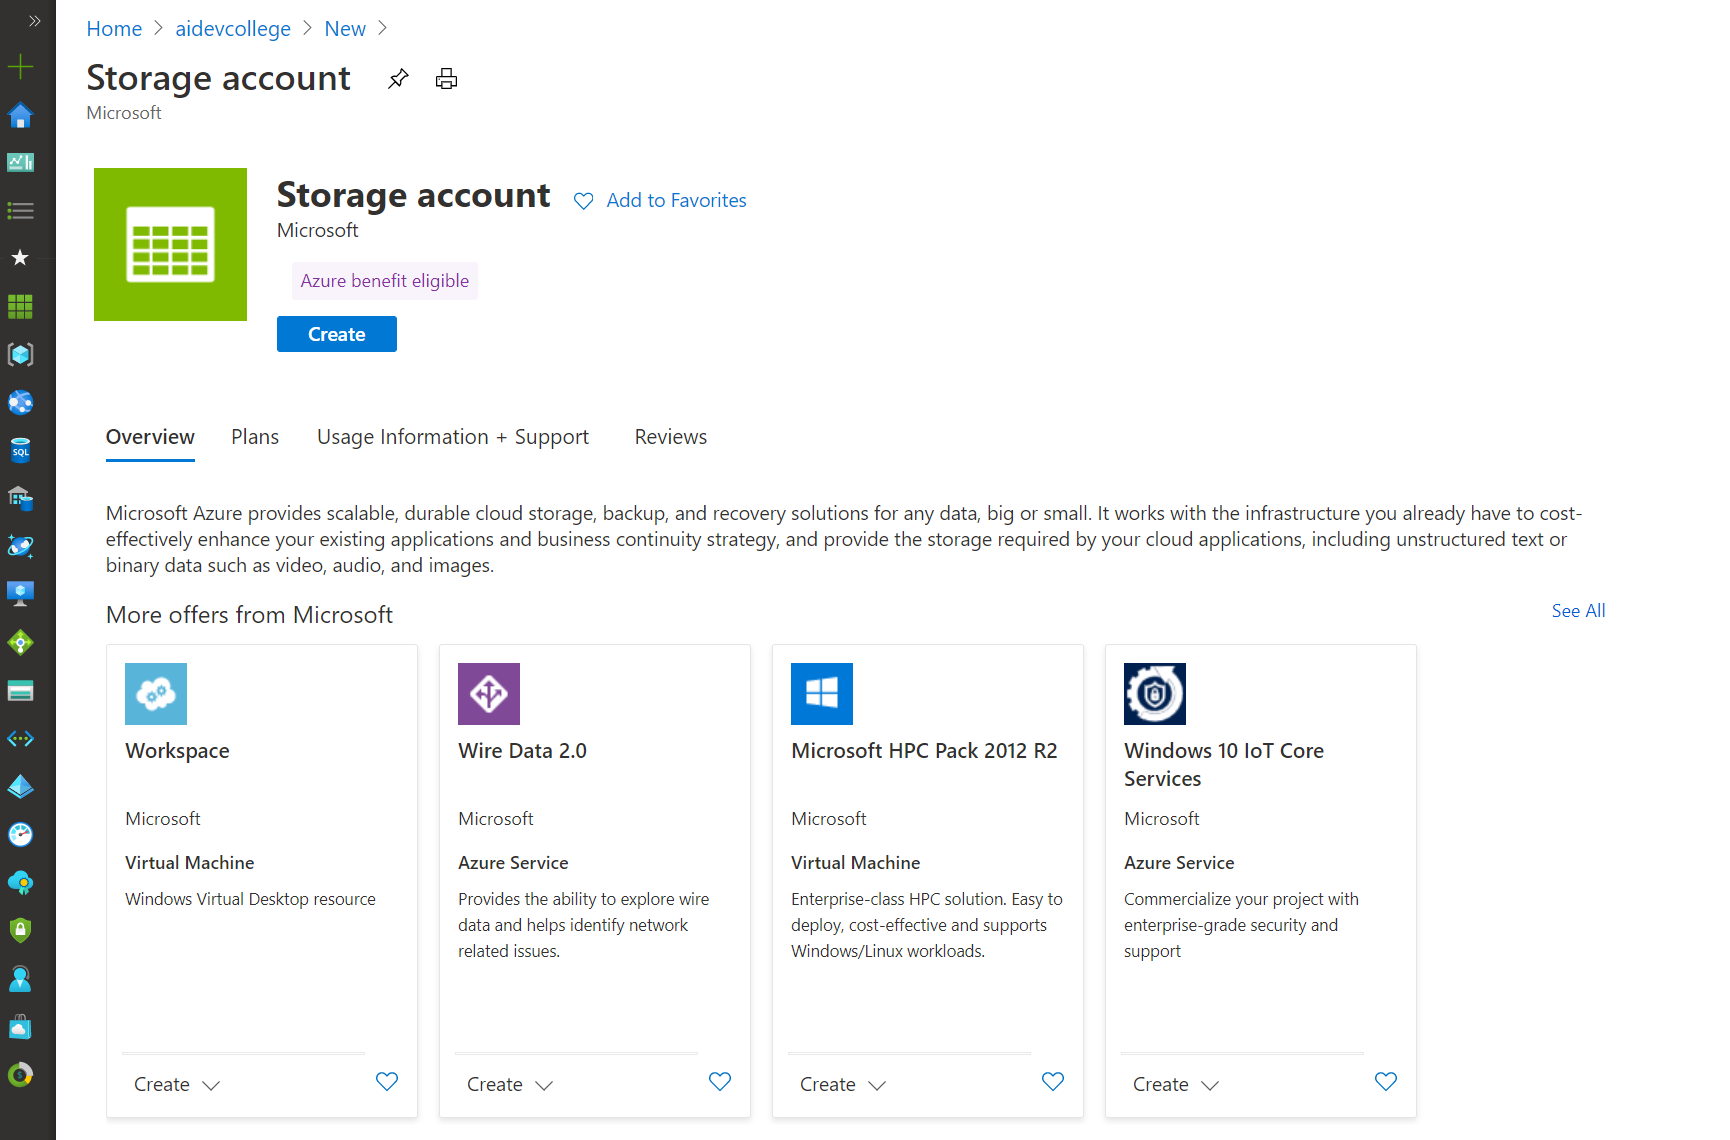 Home > aidevcollege > New >
Storage account
Microsoft
Storage account
Add to Favorites
Microsoft
Azure benefit eligible
Create
Overview Plans Usage Information + Support Reviews
Microsoft Azure provides scalable, durable cloud storage, backup, and recovery solutions for any data, big or small. It works with the infrastructure you already have to cost-
effectively enhance your existing applications and business continuity strategy, and provide the storage required by your cloud applications, including unstructured text or
binary data such as video, audio, and images.
More offers from Microsoft
See All
Workspace
Microsoft
Virtual Machine
Windows Virtual Desktop resource
Create
Wire Data 2.0
Microsoft
Azure Service
Provides the ability to explore wire
data and helps identify network
related issues.
Create
Microsoft HPC Pack 2012 R2
Microsoft
Virtual Machine
Enterprise-class HPC solution. Easy to
deploy, cost-effective and supports
Windows/Linux workloads.
Create
Windows 10 IoT Core
Services
Microsoft
Azure Service
Commercialize your project with
enterprise-grade security and
support
Create
SQL